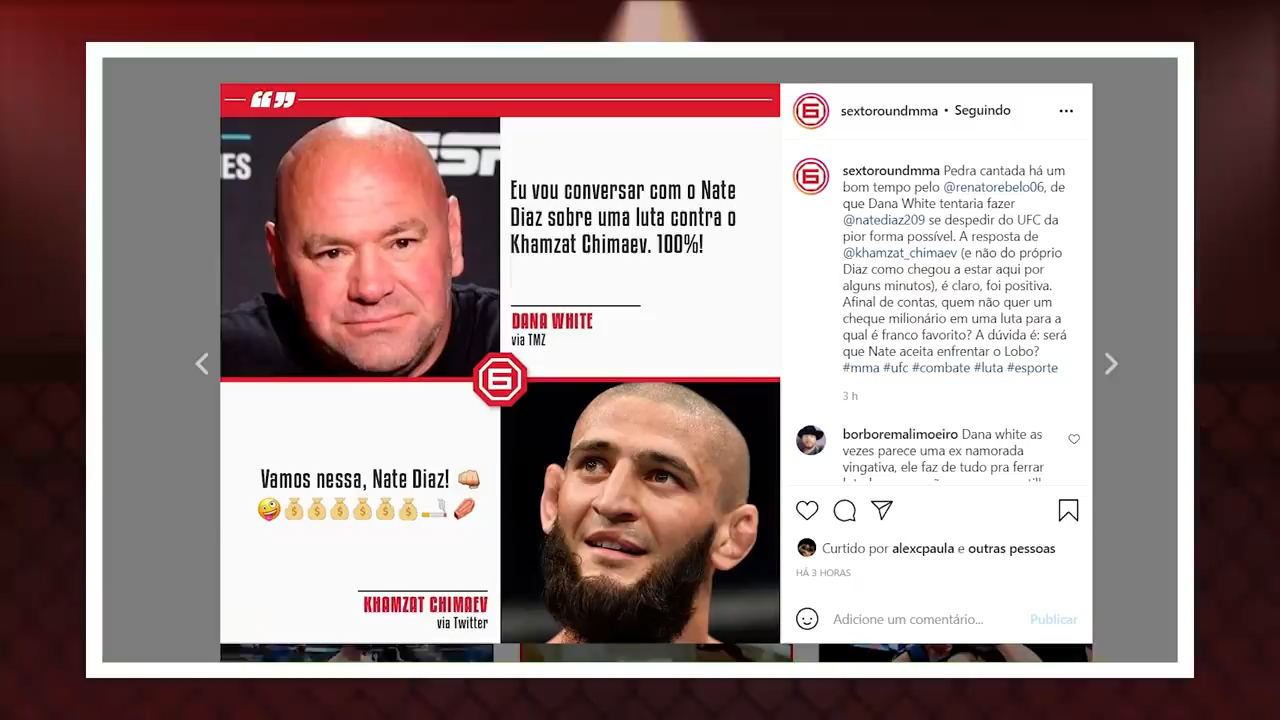 ES
ESP
Eu vou conversar com o Nate
Diaz sobre uma luta contra o
Khamzat Chimaev. 100%!
DANA WHITE
via TMZ
6
Vamos nessa, Nate Diaz! 👊
🤪💰💰💰💰💰💰🚬⚰️
KHAMZAT CHIMAEV
via Twitter
sextoroundmma • Seguindo
sextoroundmma Pedra cantada há um
bom tempo pelo @renatorebelo06, de
que Dana White tentaria fazer
@natediaz209 se despedir do UFC da
pior forma possível. A resposta de
@khamzat_chimaev (e não do próprio
Diaz como chegou a estar aqui por
alguns minutos), é claro, foi positiva.
Afinal de contas, quem não quer um
cheque milionário em uma luta para a
qual é franco favorito? A dúvida é: será
que Nate aceita enfrentar o Lobo?
#mma #ufc #combate #luta #esporte
3 h
borboremalimoeiro Dana white as
vezes parece uma ex namorada
vingativa, ele faz de tudo pra ferrar
Curtido por alexcpaula e outras pessoas
HÁ 3 HORAS
Adicione um comentário...
Publicar